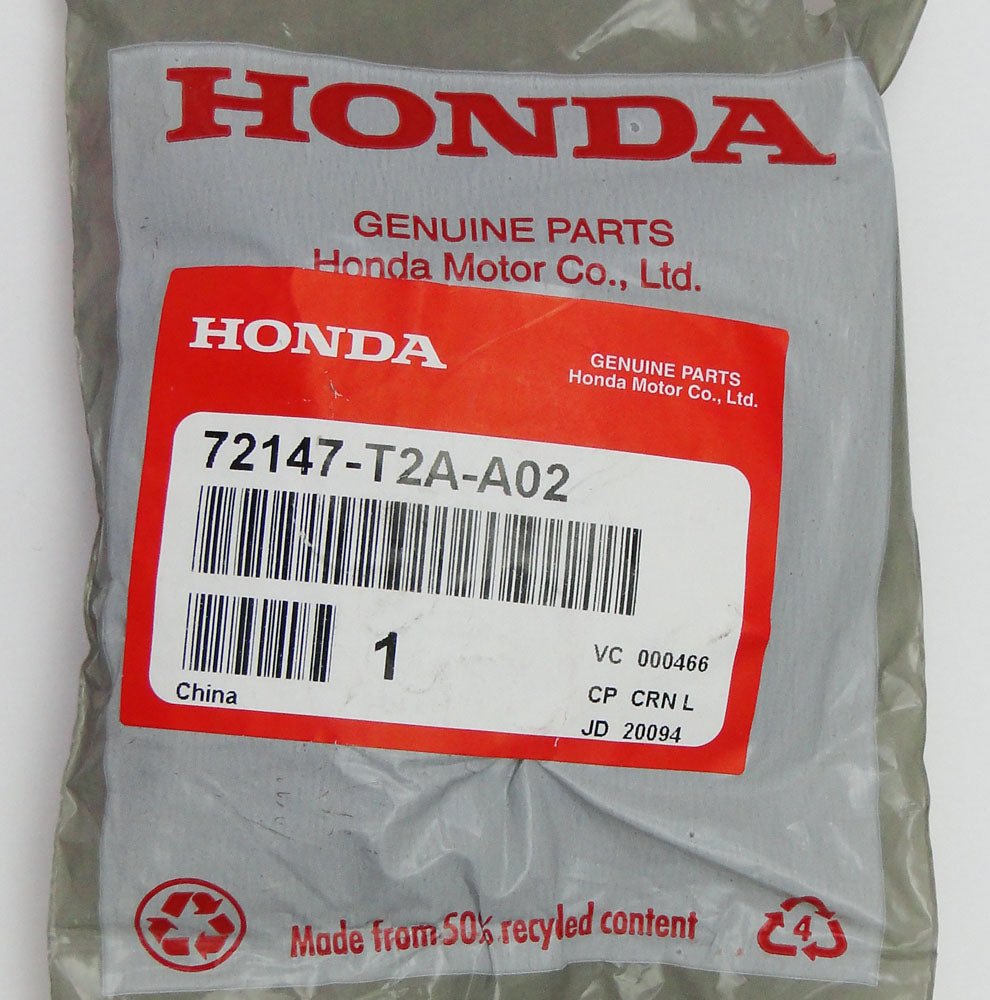 HONDA
GENUINE PARTS
Honda Motor Co., Ltd.
HONDA
GENUINE PARTS
Honda Motor Co., Ltd.
72147-T2A-A02
1
VC 000466
China
CP CRN L
JD 20094
Made from 50% recycled content
4